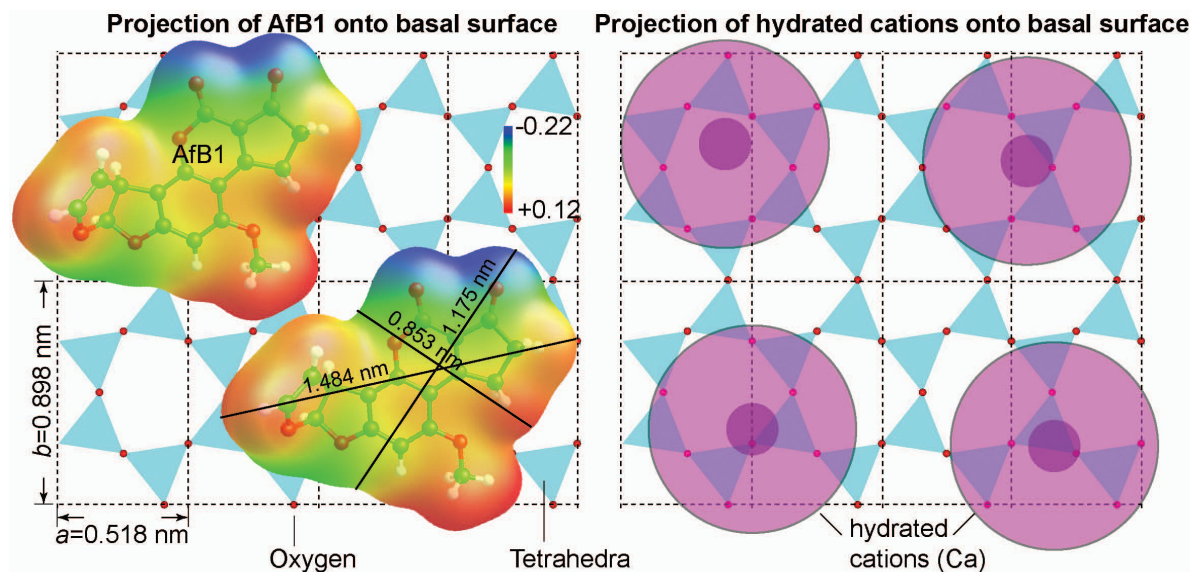 Projection of AfB1 onto basal surface
Projection of hydrated cations onto basal surface
-0.22
AfB1
+0.12
1.175 nm
0.853 nm
1.484 nm
b=0.898 nm
a=0.518 nm
Oxygen
Tetrahedra
hydrated
cations (Ca)